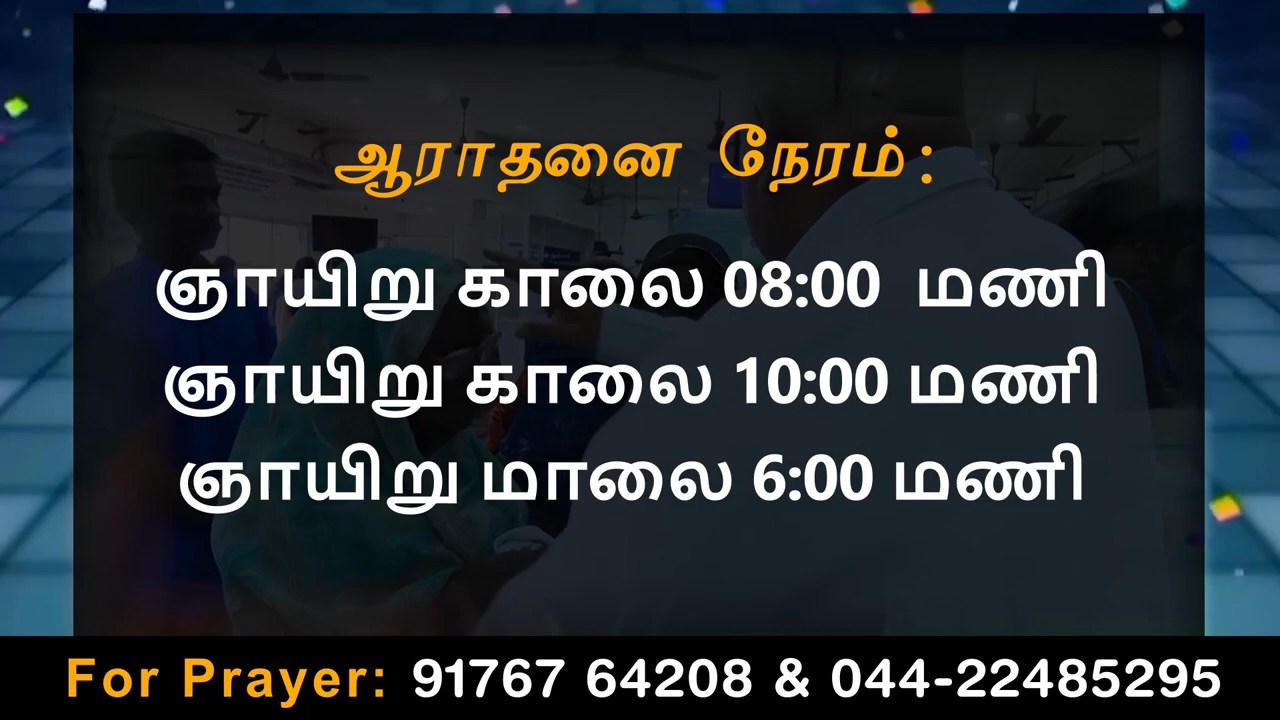 ஆராதனை நேரம்:
ஞாயிறு காலை 08:00 மணி
ஞாயிறு காலை 10:00 மணி
ஞாயிறு மாலை 6:00 மணி
For Prayer: 91767 64208 & 044-22485295